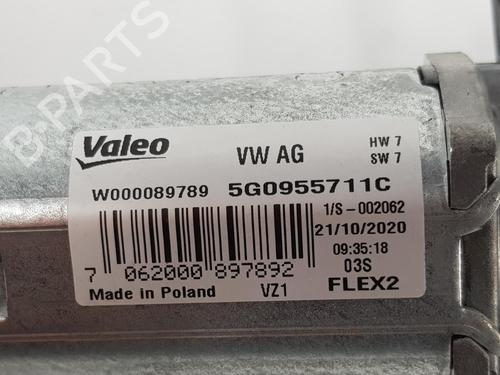 Valeo
VW AG
HW 7
SW 7
W000089789
5G0955711C
1/S-002062
21/10/2020
09:35:18
7 062000 897892
03S
Made in Poland
VZ1
FLEX2
B-PARTS